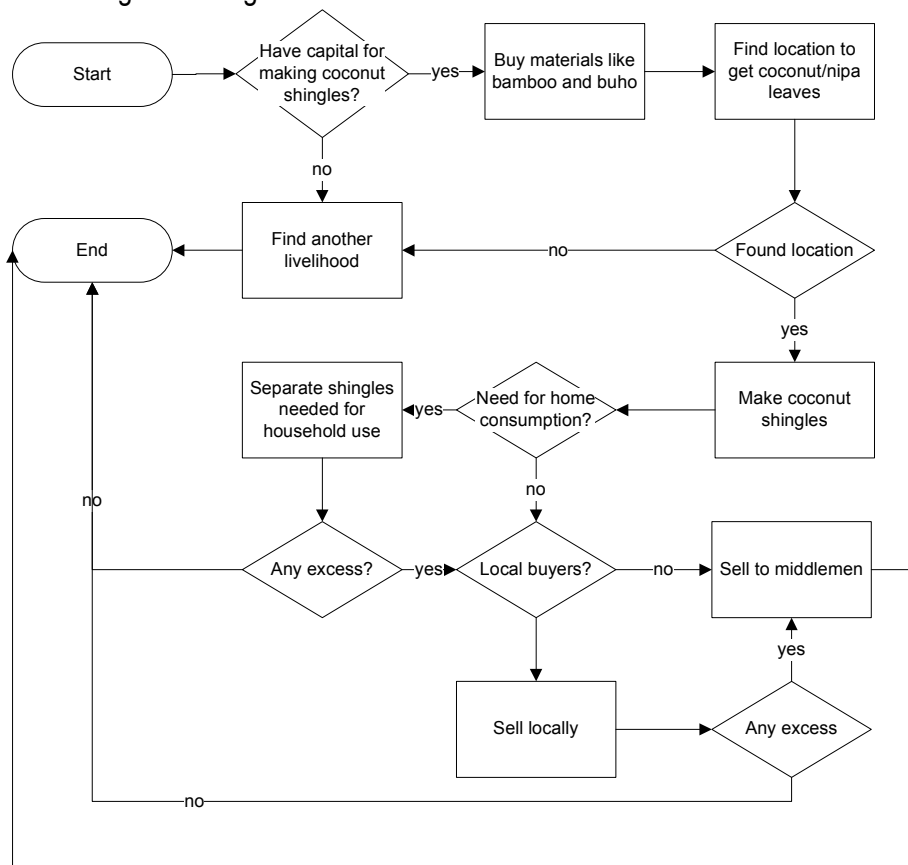 Start
Have capital for
making coconut
shingles?
yes
Buy materials like
bamboo and buho
Find location to
get coconut/nipa
leaves
no
End
Find another
livelihood
no
Found location
yes
Separate shingles
needed for
household use
yes
Need for home
consumption?
Make coconut
shingles
no
no
Any excess?
yes
Local buyers?
no
Sell to middlemen
yes
Sell locally
Any excess
no